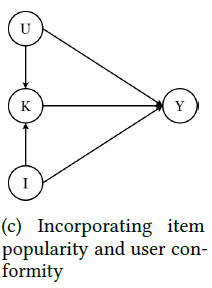 U
K
Y
I
(c) Incorporating item
popularity and user con-
formity